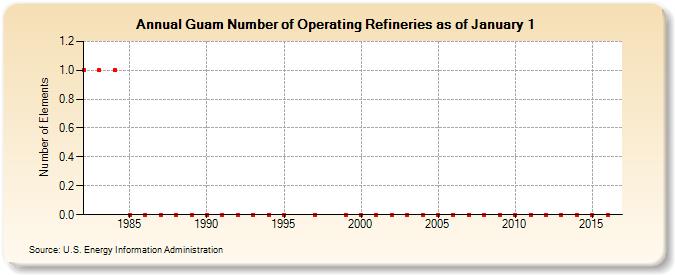 Annual Guam Number of Operating Refineries as of January 1
Number of Elements
1.2
1.0
0.8
0.6
0.4
0.2
0.0
1985 1990 1995 2000 2005 2010 2015
Source: U.S. Energy Information Administration